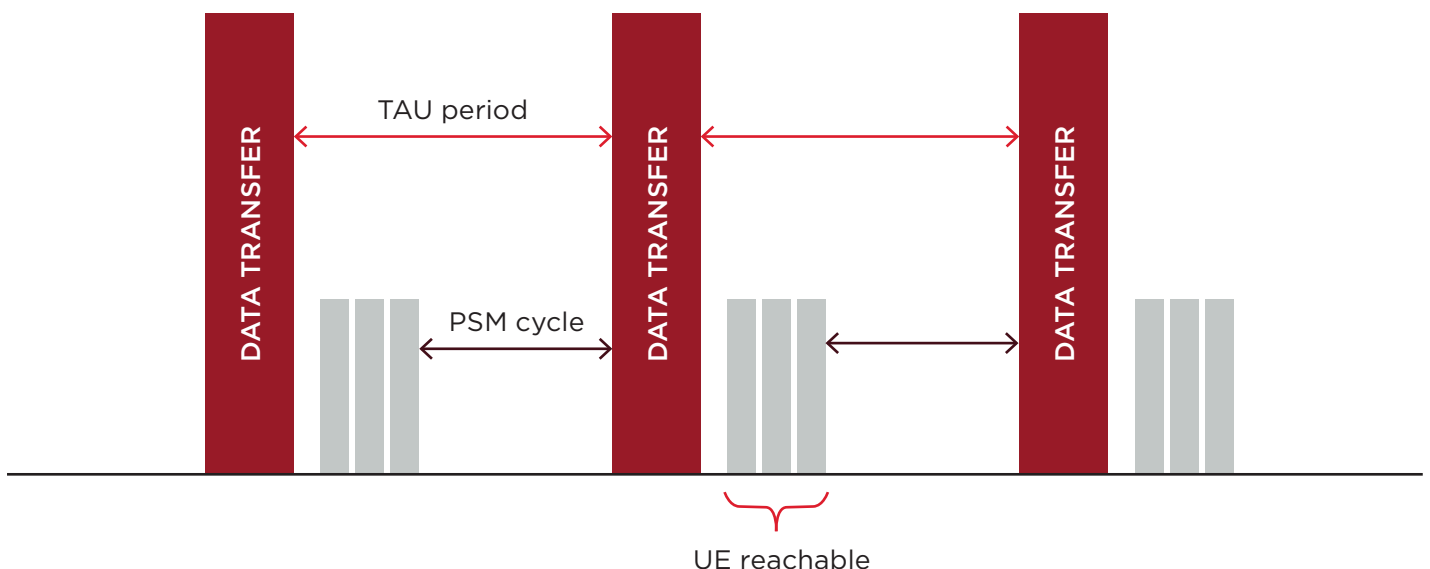 TAU period
DATA TRANSFER
DATA TRANSFER
DATA TRANSFER
PSM cycle
UE reachable